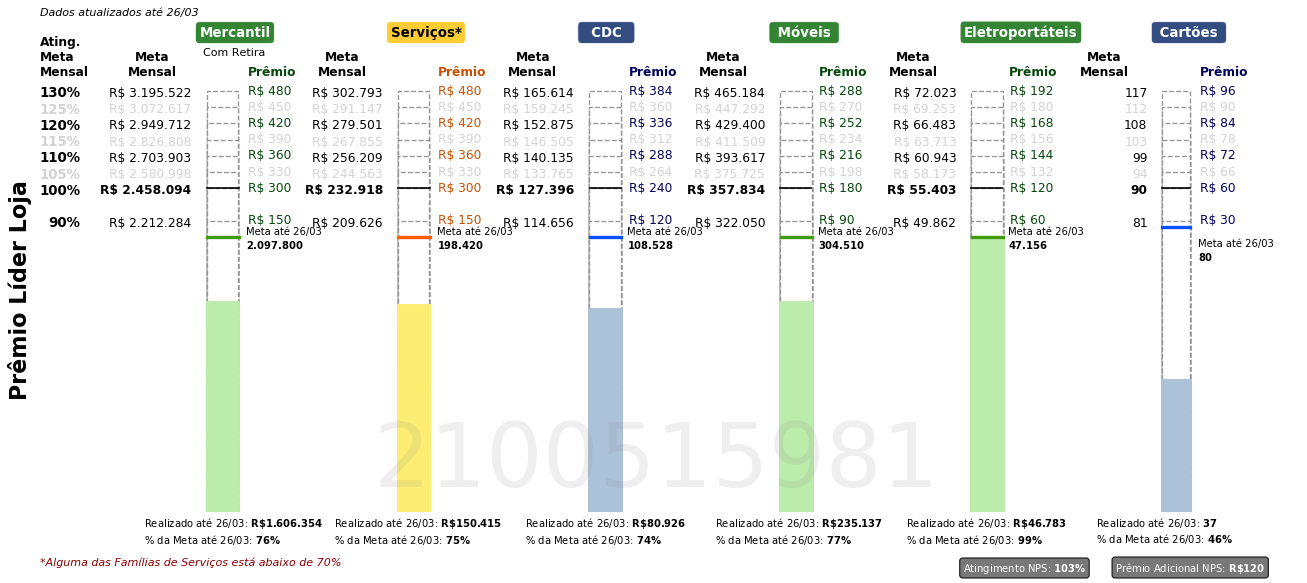 Dados atualizados até 26/03
Mercantil Serviços* CDC Móveis Eletroportáteis Cartões
Com Retira
Ating. Meta Mensal
Meta Mensal Prêmio Meta Mensal Prêmio Meta Mensal Prêmio Meta Mensal Prêmio Meta Mensal Prêmio Meta Mensal Prêmio
130% R$ 3.195.522 R$ 480 R$ 302.793 R$ 480 R$ 165.614 R$ 384 R$ 465.184 R$ 288 R$ 72.023 R$ 192 117 R$ 96
125% R$ 3.072.617 R$ 450 R$ 291.147 R$ 450 R$ 159.245 R$ 360 R$ 447.292 R$ 270 R$ 69.253 R$ 180 112 R$ 90
120% R$ 2.949.712 R$ 420 R$ 279.501 R$ 420 R$ 152.875 R$ 336 R$ 429.400 R$ 252 R$ 66.483 R$ 168 108 R$ 84
115% R$ 2.826.808 R$ 390 R$ 267.855 R$ 390 R$ 146.505 R$ 312 R$ 411.509 R$ 234 R$ 63.713 R$ 156 103 R$ 78
110% R$ 2.703.903 R$ 360 R$ 256.209 R$ 360 R$ 140.135 R$ 288 R$ 393.617 R$ 216 R$ 60.943 R$ 144 99 R$ 72
105% R$ 2.580.998 R$ 330 R$ 244.563 R$ 330 R$ 133.765 R$ 264 R$ 375.725 R$ 198 R$ 58.173 R$ 132 94 R$ 66
100% R$ 2.458.094 R$ 300 R$ 232.918 R$ 300 R$ 127.396 R$ 240 R$ 357.834 R$ 180 R$ 55.403 R$ 120 90 R$ 60
90% R$ 2.212.284 R$ 150 R$ 209.626 R$ 150 R$ 114.656 R$ 120 R$ 322.050 R$ 90 R$ 49.862 R$ 60 81 R$ 30
Meta até 26/03 Meta até 26/03 Meta até 26/03 Meta até 26/03 Meta até 26/03 Meta até 26/03
2.097.800 198.420 108.528 304.510 47.156 80
Prêmio Líder Loja
2100515981
Realizado até 26/03: R$1.606.354 Realizado até 26/03: R$150.415 Realizado até 26/03: R$80.926 Realizado até 26/03: R$235.137 Realizado até 26/03: R$46.783 Realizado até 26/03: 37
% da Meta até 26/03: 76% % da Meta até 26/03: 75% % da Meta até 26/03: 74% % da Meta até 26/03: 77% % da Meta até 26/03: 99% % da Meta até 26/03: 46%
*Alguma das Famílias de Serviços está abaixo de 70%
Atingimento NPS: 103% Prêmio Adicional NPS: R$120